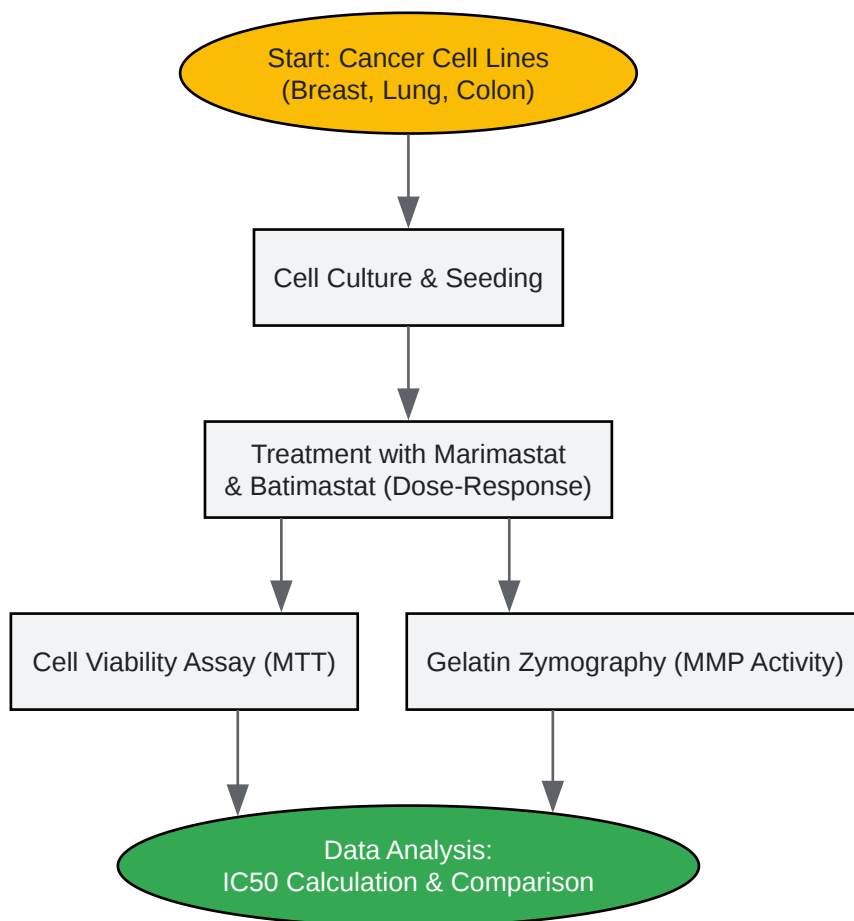 Start: Cancer Cell Lines
(Breast, Lung, Colon)
Cell Culture & Seeding
Treatment with Marimastat
& Batimastat (Dose-Response)
Cell Viability Assay (MTT)
Gelatin Zymography (MMP Activity)
Data Analysis:
IC50 Calculation & Comparison